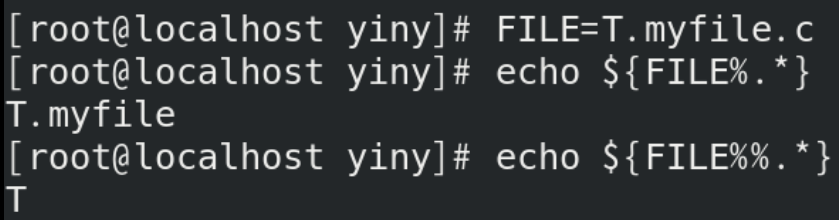 [root@localhost yiny]# FILE=T.myfile.c
[root@localhost yiny]# echo ${FILE%.*}
T.myfile
[root@localhost yiny]# echo ${FILE%%.*}
T